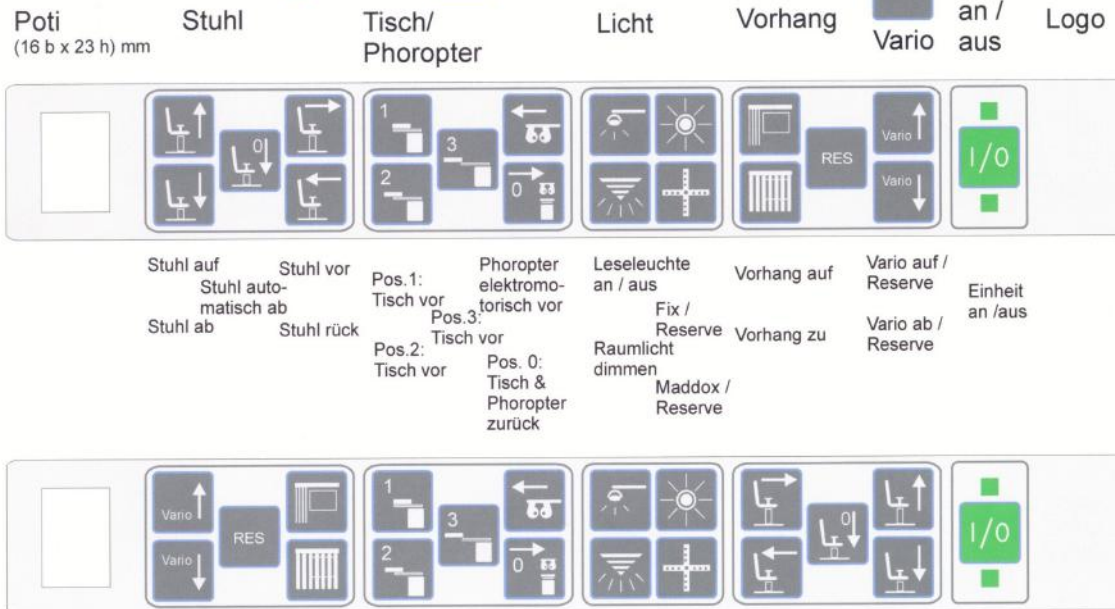 Poti
(16 b x 23 h) mm
Stuhl
Tisch/
Phoropter
Licht
Vorhang
Vario
an /
aus
Logo
0
1
2
3
0
RES
Vario
Vario
I/0
Stuhl auf
Stuhl auto-
matisch ab
Stuhl ab
Stuhl vor
Stuhl rück
Pos.1:
Tisch vor
Pos.3:
Tisch vor
Pos.2:
Tisch vor
Phoropter
elektromo-
torisch vor
Pos. 0:
Tisch &
Phoropter
zurück
Leseleuchte
an / aus
Fix /
Reserve
Raumlicht
dimmen
Maddox /
Reserve
Vorhang auf
Vorhang zu
Vario auf /
Reserve
Vario ab /
Reserve
Einheit
an /aus
Vario
Vario
RES
1
2
3
0
0
I/0